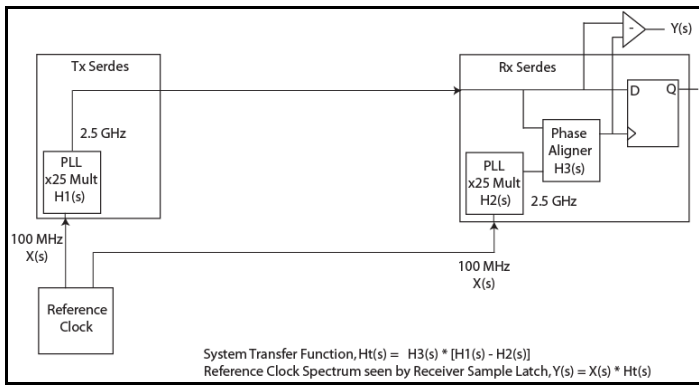 Y(s)
Tx Serdes
Rx Serdes
-
D
Q
2.5 GHz
PLL
x25 Mult
H1(s)
Phase
Aligner
H3(s)
PLL
x25 Mult
H2(s)
2.5 GHz
100 MHz
X(s)
100 MHz
X(s)
Reference
Clock
System Transfer Function, Ht(s) = H3(s) * [H1(s) - H2(s)]
Reference Clock Spectrum seen by Receiver Sample Latch, Y(s) = X(s) * Ht(s)